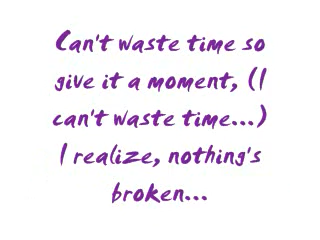 Can't waste time so
give it a moment, (I
can't waste time...)
I realize, nothing's
broken...